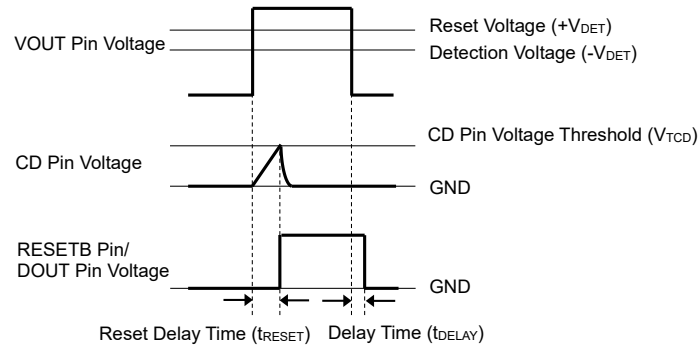 Reset Voltage (+VDET)
VOUT Pin Voltage
Detection Voltage (-VDET)
CD Pin Voltage Threshold (VTCD)
CD Pin Voltage
GND
RESETB Pin/
DOUT Pin Voltage
GND
Reset Delay Time (tRESET)
Delay Time (tDELAY)